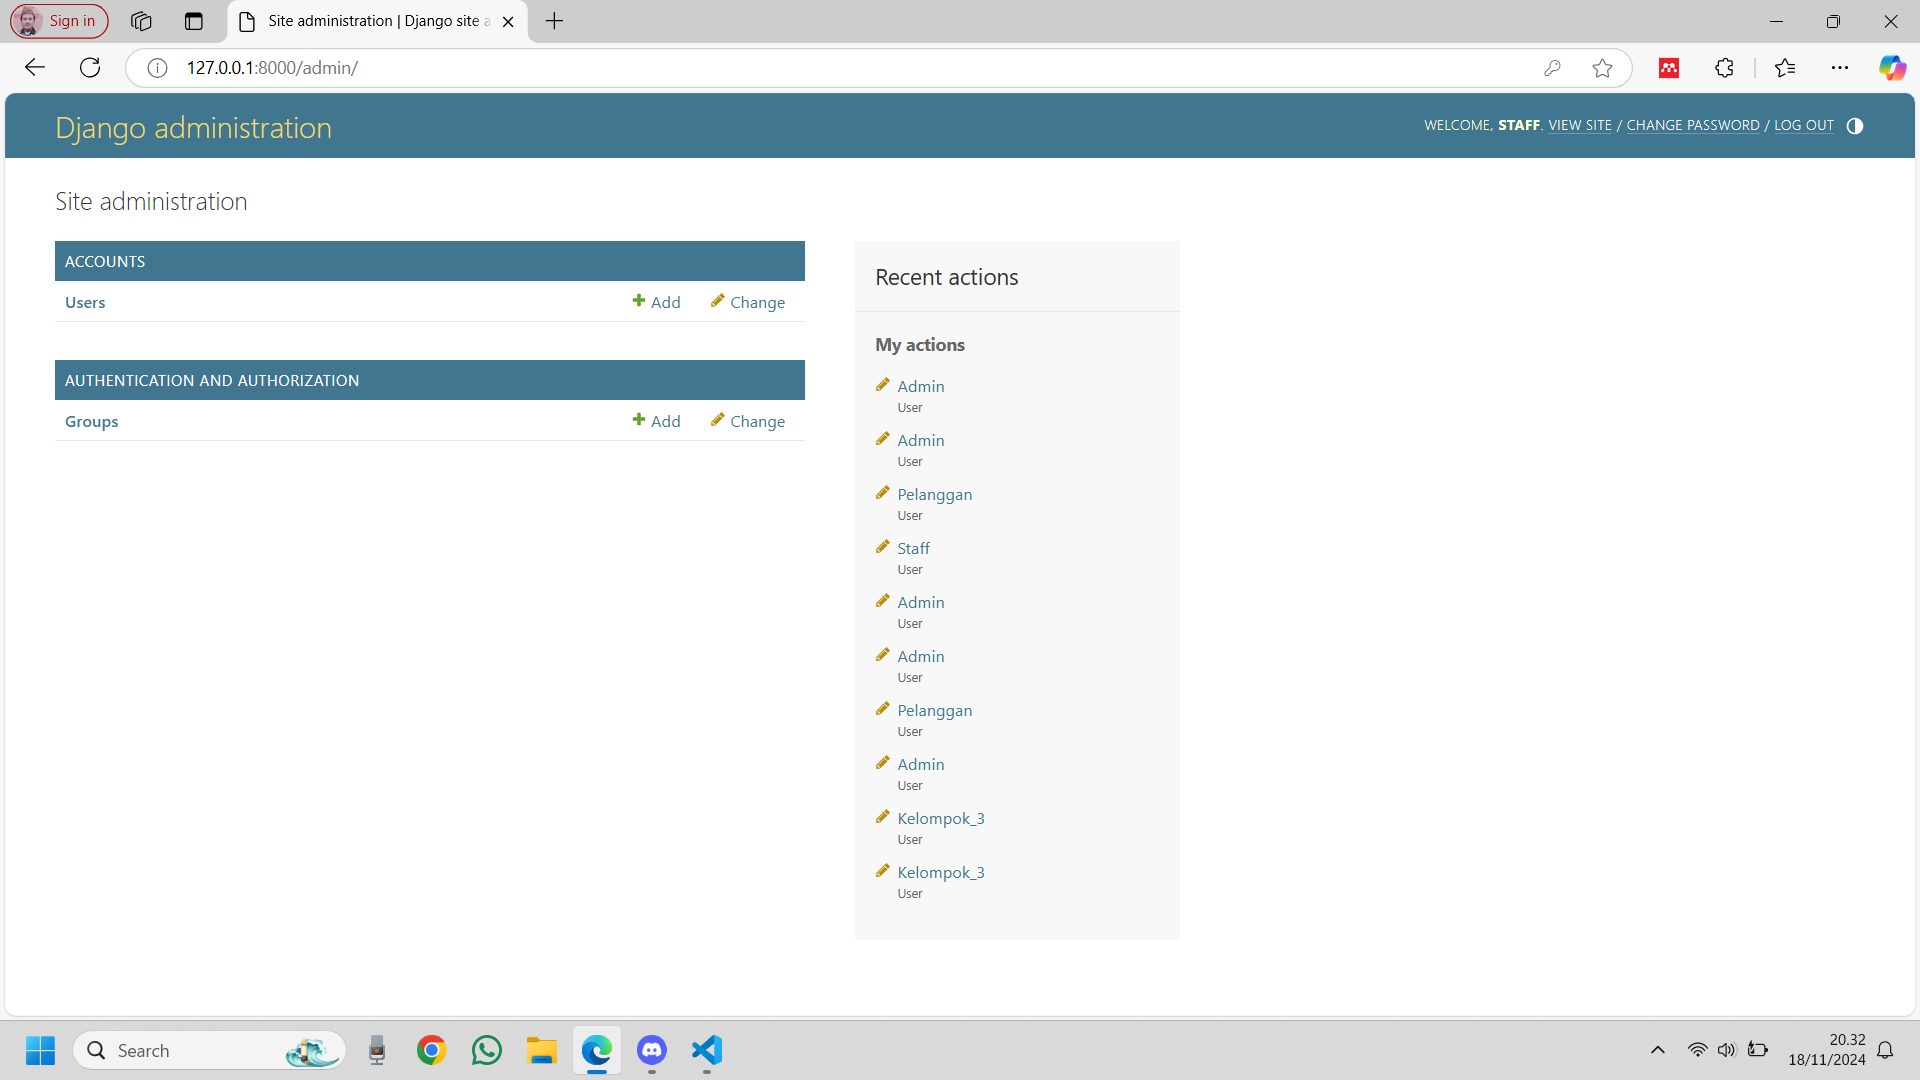 Sign in
Site administration | Django site a
127.0.0.1:8000/admin/
Django administration
WELCOME, STAFF. VIEW SITE / CHANGE PASSWORD / LOG OUT
Site administration
ACCOUNTS
Users Add Change
AUTHENTICATION AND AUTHORIZATION
Groups Add Change
Recent actions
My actions
Admin
User
Admin
User
Pelanggan
User
Staff
User
Admin
User
Admin
User
Pelanggan
User
Admin
User
Kelompok_3
User
Kelompok_3
User
Search
20.32
18/11/2024